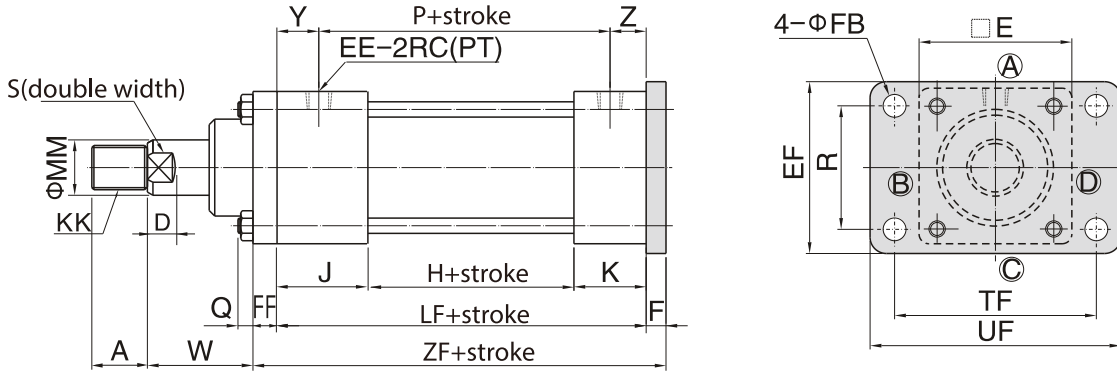 Y P+stroke Z
EE-2RC(PT)
S(double width)
ΦMM
KK
D
J H+stroke K
Q FF LF+stroke F
A W ZF+stroke
4-ΦFB
E
A
EF R
B D
C
TF
UF